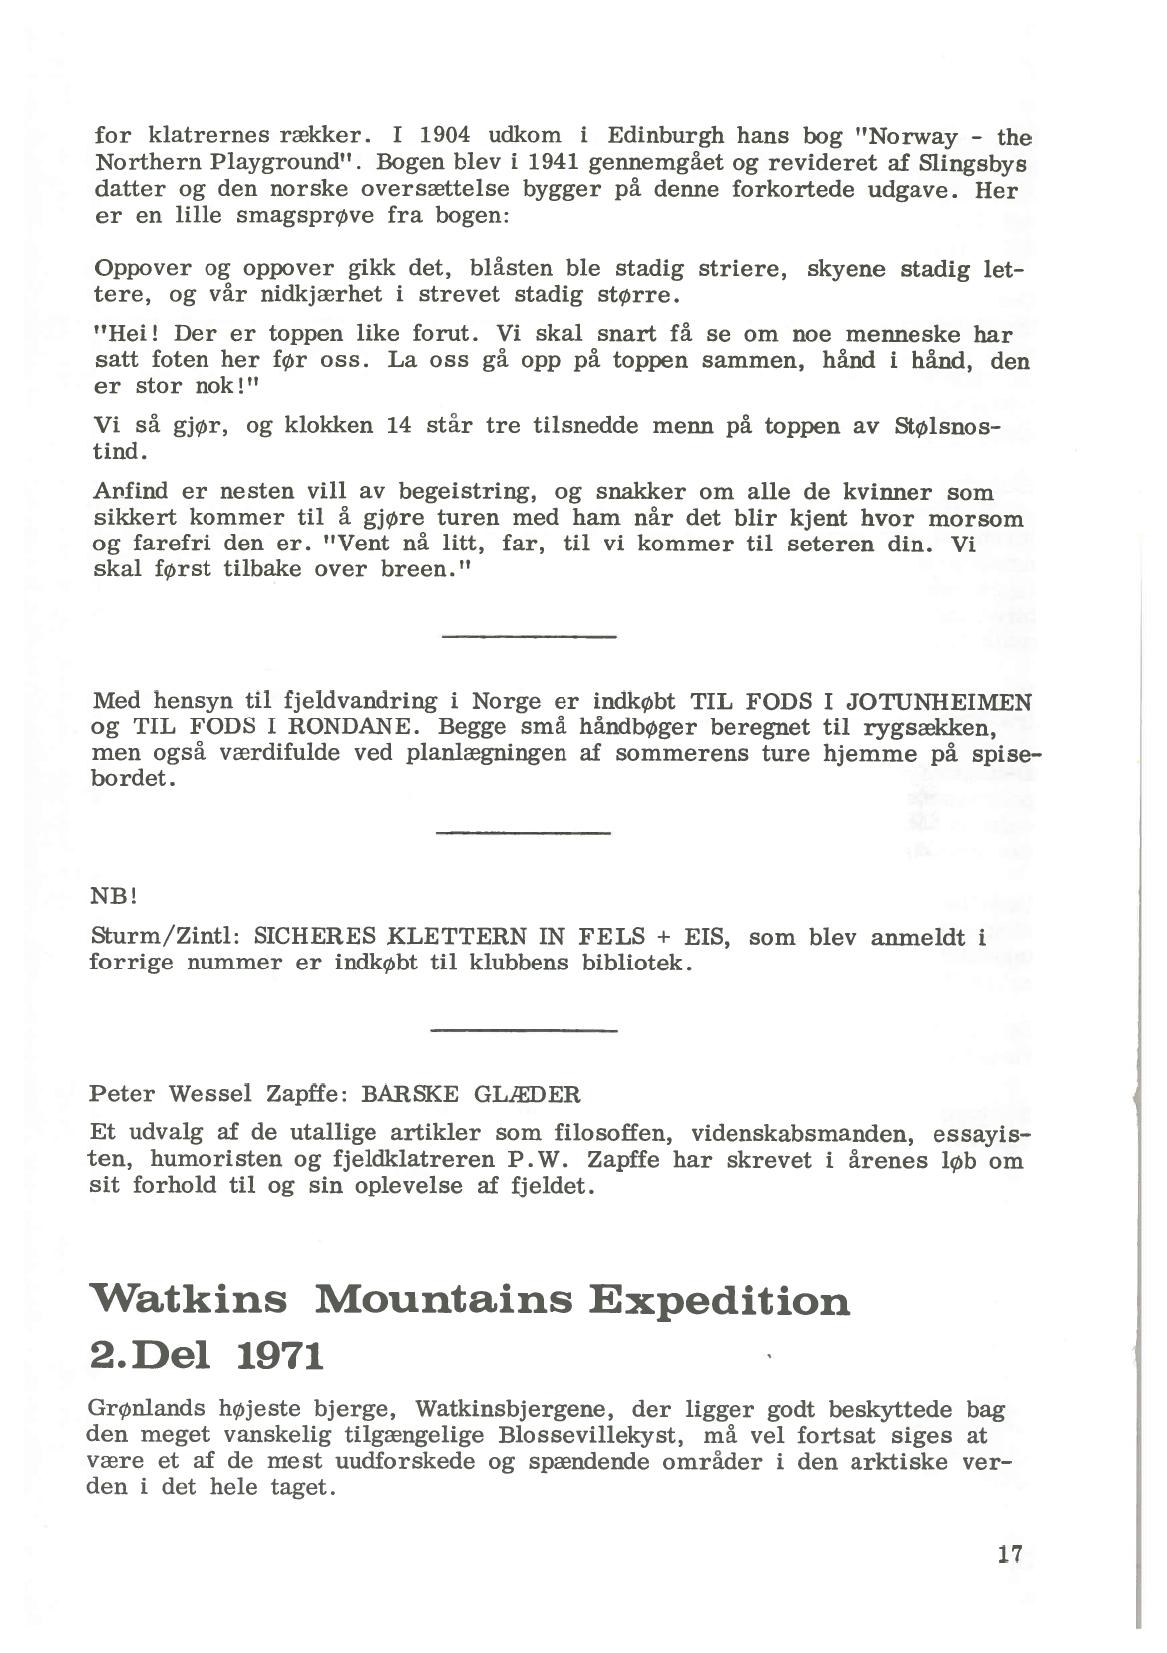 for klatrernes rækker. I 1904 udkom i Edinburgh hans bog "Norway - the
Northern Playground". Bogen blev i 1941 gennemgået og revideret af Slingsbys
datter og den norske oversættelse bygger på denne forkortede udgave. Her
er en lille smagsprøve fra bogen:
Oppover og oppover gikk det, blåsten ble stadig striere, skyene stadig let-
tere, og vår nidkjærhet i strevet stadig større.
"Hei! Der er toppen like forut. Vi skal snart få se om noe menneske har
satt foten her før oss. La oss gå opp på toppen sammen, hånd i hånd, den
er stor nok!"
Vi så gjør, og klokken 14 står tre tilsnedde menn på toppen av Stølsnos-
tind.
Anfind er nesten vill av begeistring, og snakker om alle de kvinner som
sikkert kommer til å gjøre turen med ham når det blir kjent hvor morsom
og farefri den er. "Vent nå litt, far, til vi kommer til seteren din. Vi
skal først tilbake over breen."
Med hensyn til fjeldvandring i Norge er indkøbt TIL FODS I JOTUNHEIMEN
og TIL FODS I RONDANE. Begge små håndbøger beregnet til rygsækken,
men også værdifulde ved planlægningen af sommerens ture hjemme på spise-
bordet.
NB!
Sturm/Zintl: SICHERES KLETTERN IN FELS + EIS, som blev anmeldt i
forrige nummer er indkøbt til klubbens bibliotek.
Peter Wessel Zapffe: BARSKE GLÆDER
Et udvalg af de utallige artikler som filosoffen, videnskabsmanden, essayis-
ten, humoristen og fjeldklatreren P.W. Zapffe har skrevet i årenes løb om
sit forhold til og sin oplevelse af fjeldet.
Watkins Mountains Expedition
2.Del 1971
Grønlands højeste bjerge, Watkinsbjergene, der ligger godt beskyttede bag
den meget vanskelig tilgængelige Blossevillekyst, må vel fortsat siges at
være et af de mest uudforskede og spændende områder i den arktiske ver-
den i det hele taget.
17